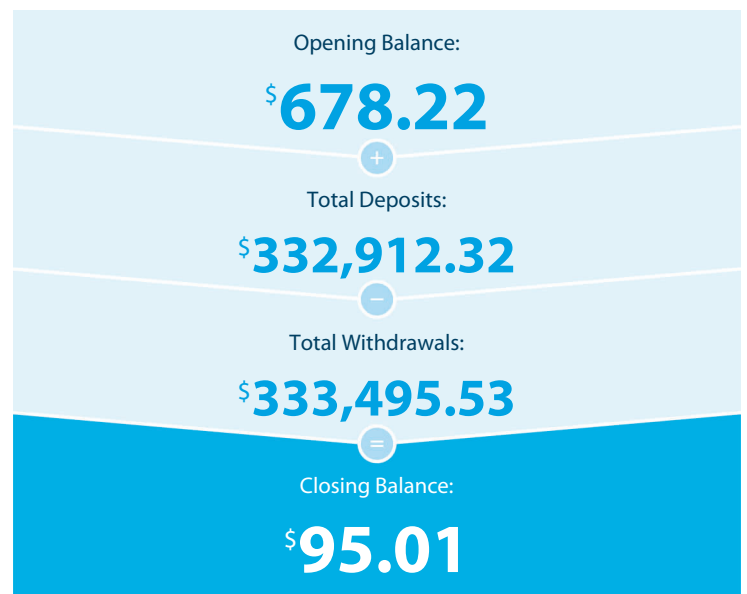 Opening Balance:
$678.22
+
Total Deposits:
$332,912.32
−
Total Withdrawals:
$333,495.53
=
Closing Balance:
$95.01